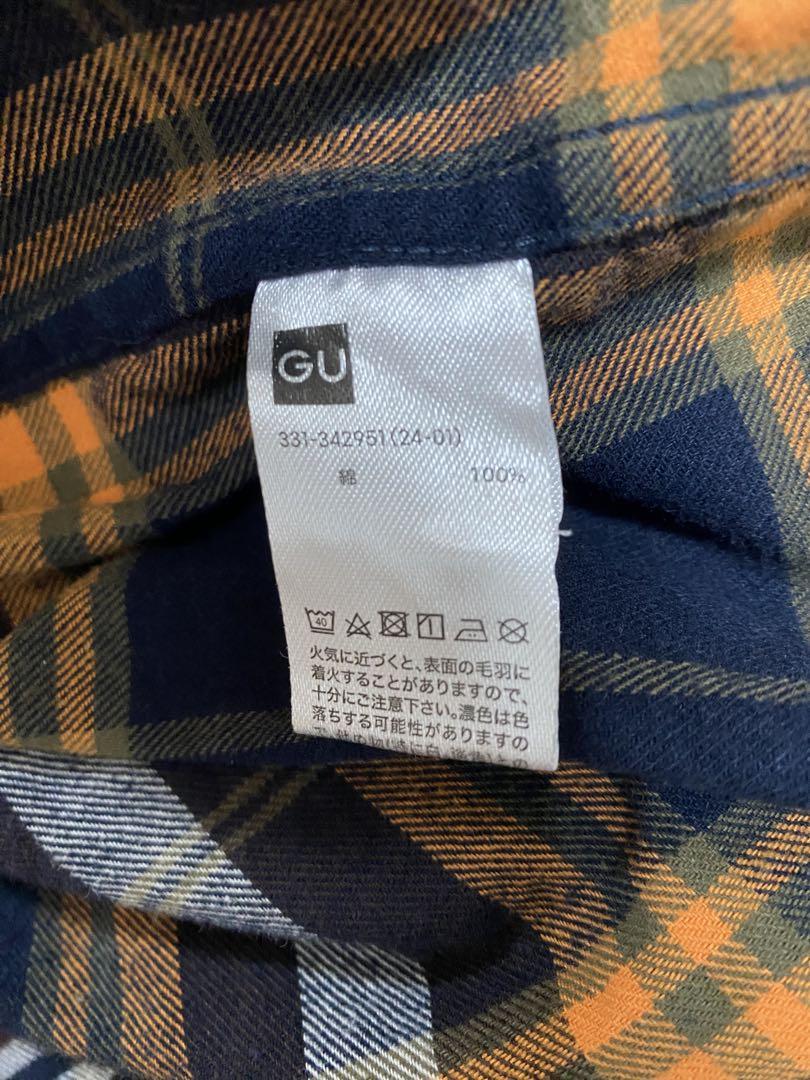 GU
331-342951(24-01)
綿 100%
40
火気に近づくと、表面の毛羽に
着火することがありますので、
十分にご注意下さい。濃色は色
落ちする可能性がありますの